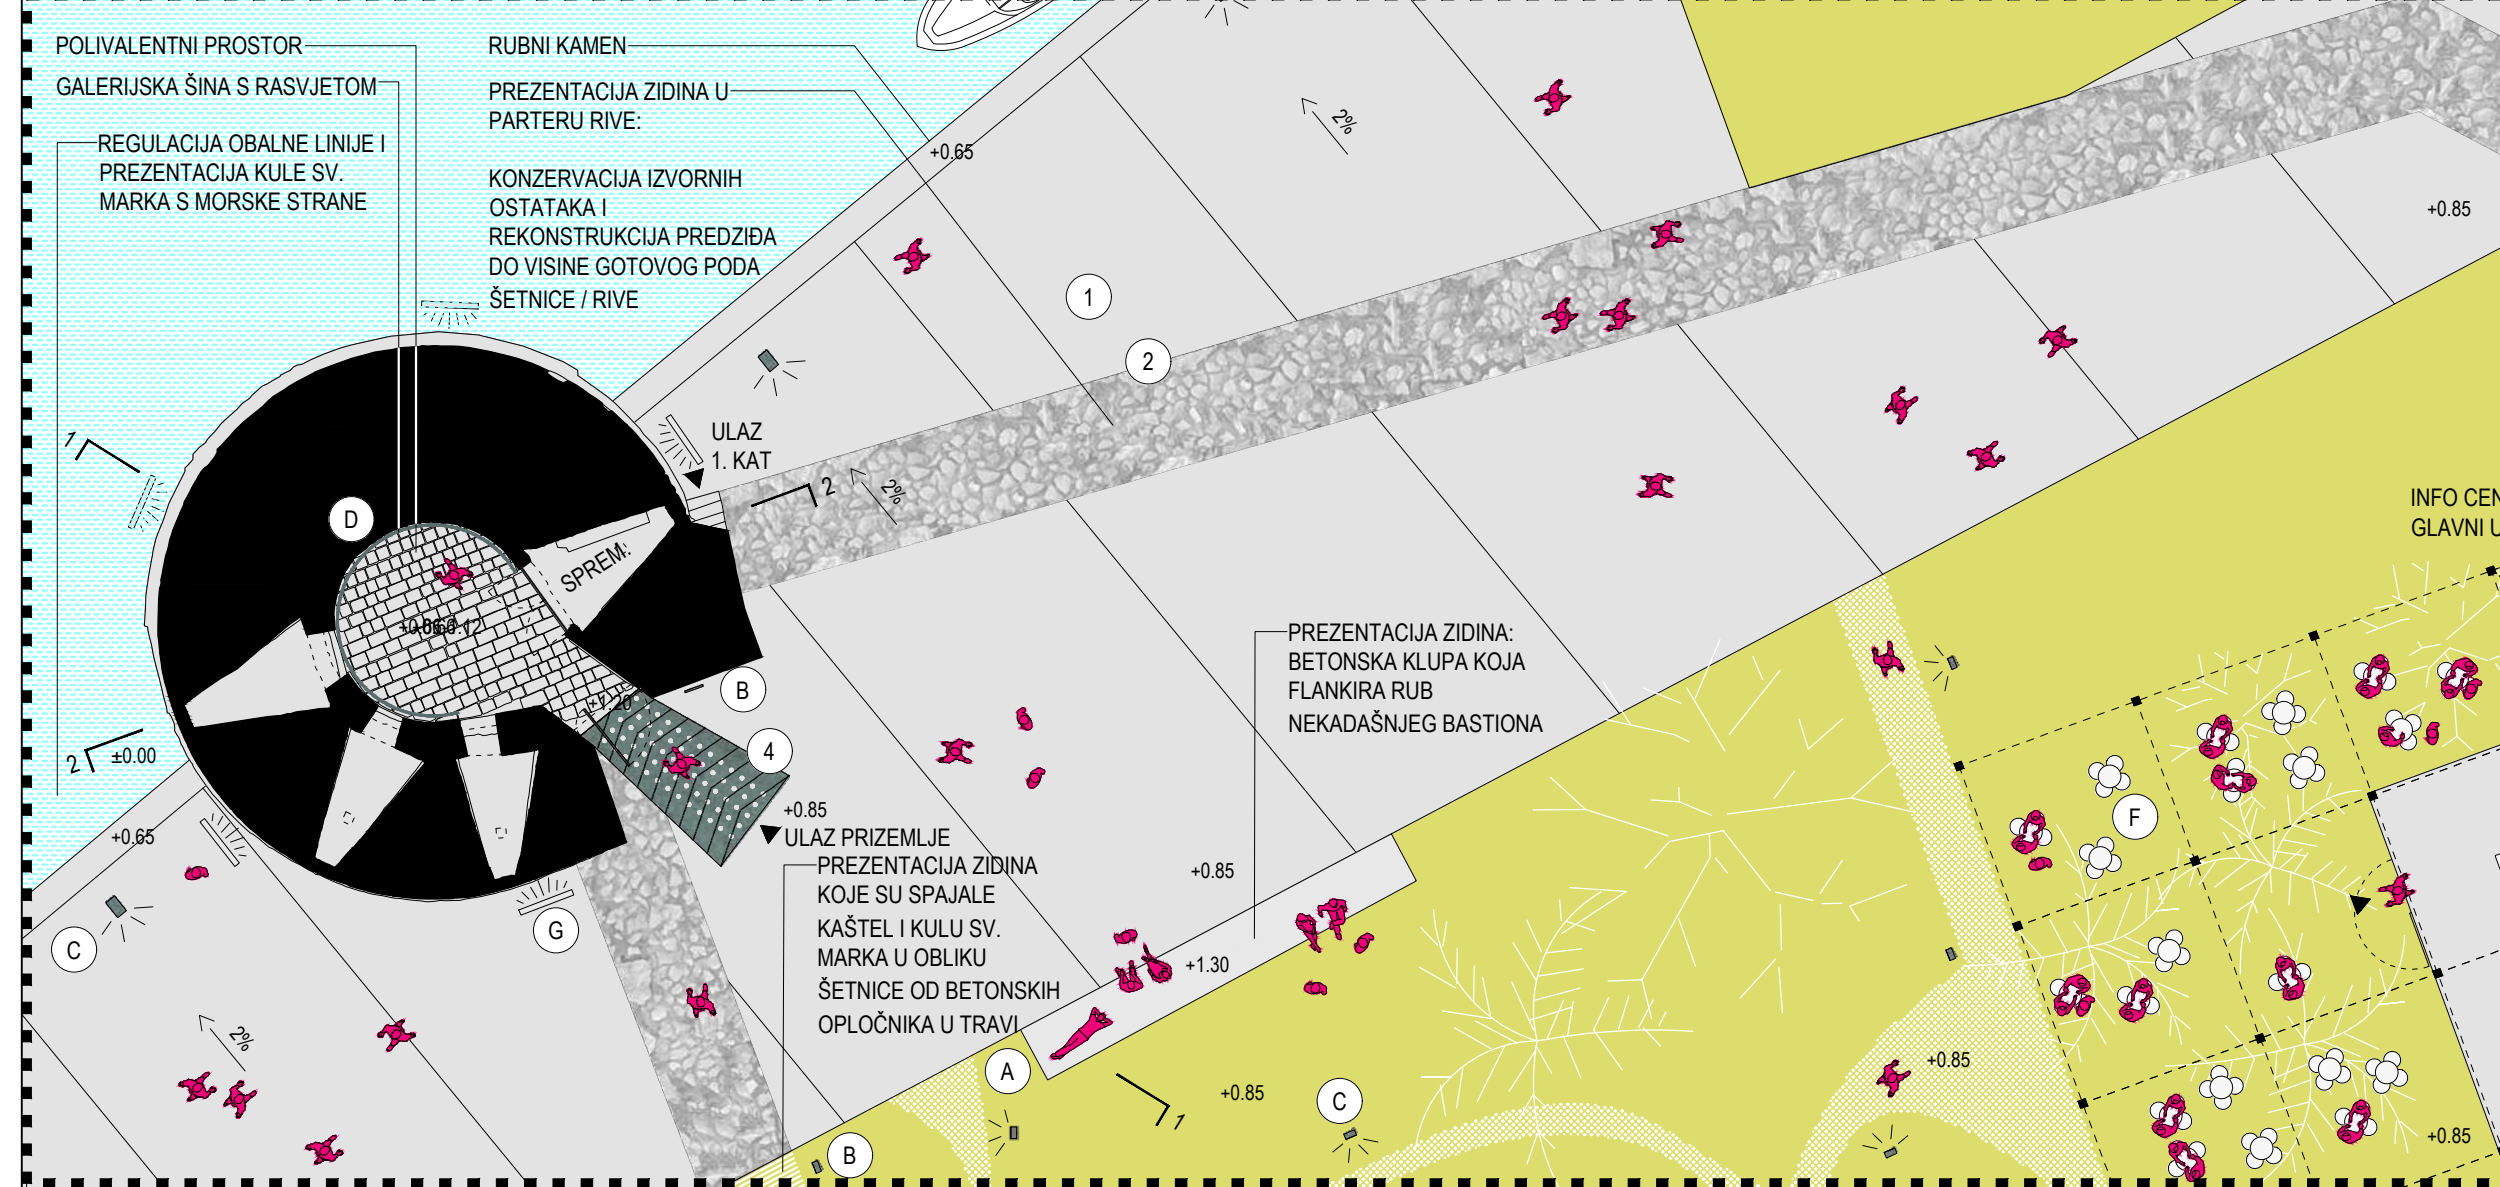 POLIVALENTNI PROSTOR
GALERIJSKA ŠINA S RASVJETOM
REGULACIJA OBALNE LINIJE I
PREZENTACIJA KULE SV.
MARKA S MORSKE STRANE
RUBNI KAMEN
PREZENTACIJA ZIDINA U
PARTERU RIVE:
KONZERVACIJA IZVORNIH
OSTATAKA I
REKONSTRUKCIJA PREDZIĐA
DO VISINE GOTOVOG PODA
ŠETNICE / RIVE
+0.65
2%
+0.85
1
2
ULAZ
1. KAT
1
2
2%
D
SPREM.
INFO CEN
GLAVNI U
+1.20
B
4
2
±0.00
+0.65
+0.85
ULAZ PRIZEMLJE
PREZENTACIJA ZIDINA
KOJE SU SPAJALE
KAŠTEL I KULU SV.
MARKA U OBLIKU
ŠETNICE OD BETONSKIH
OPLOČNIKA U TRAVI
PREZENTACIJA ZIDINA:
BETONSKA KLUPA KOJA
FLANKIRA RUB
NEKADAŠNJEG BASTIONA
F
+0.85
G
C
+1.30
2%
A
+0.85
C
1
+0.85
B
+0.85